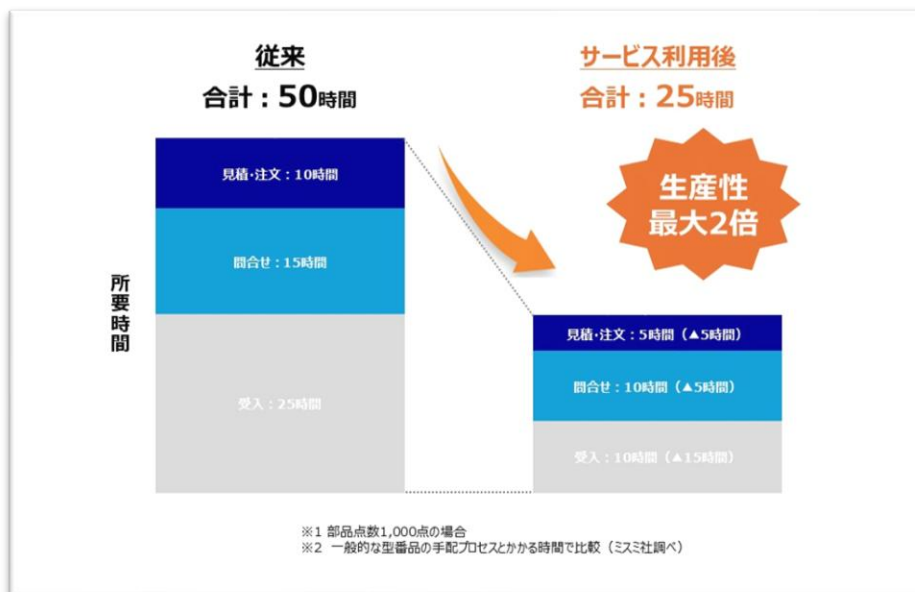 従来
合計：50時間
サービス利用後
合計：25時間
生産性
最大2倍
所要時間
見積・注文：10時間
問合せ：15時間
受入：25時間
見積・注文：5時間（▲5時間）
問合せ：10時間（▲5時間）
受入：10時間（▲15時間）
※1 部品点数1,000点の場合
※2 一般的な型番品の手配プロセスとかかる時間で比較（ミスミ社調べ）